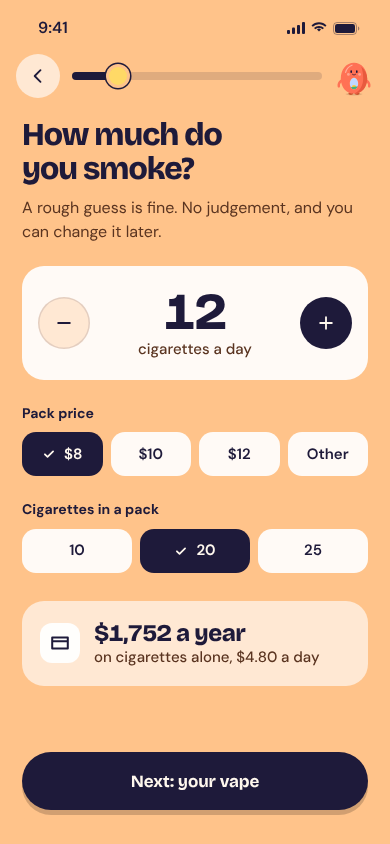 9:41
How much do
you smoke?
A rough guess is fine. No judgement, and you
can change it later.
12
cigarettes a day
Pack price
$8
$10
$12
Other
Cigarettes in a pack
10
20
25
$1,752 a year
on cigarettes alone, $4.80 a day
Next: your vape